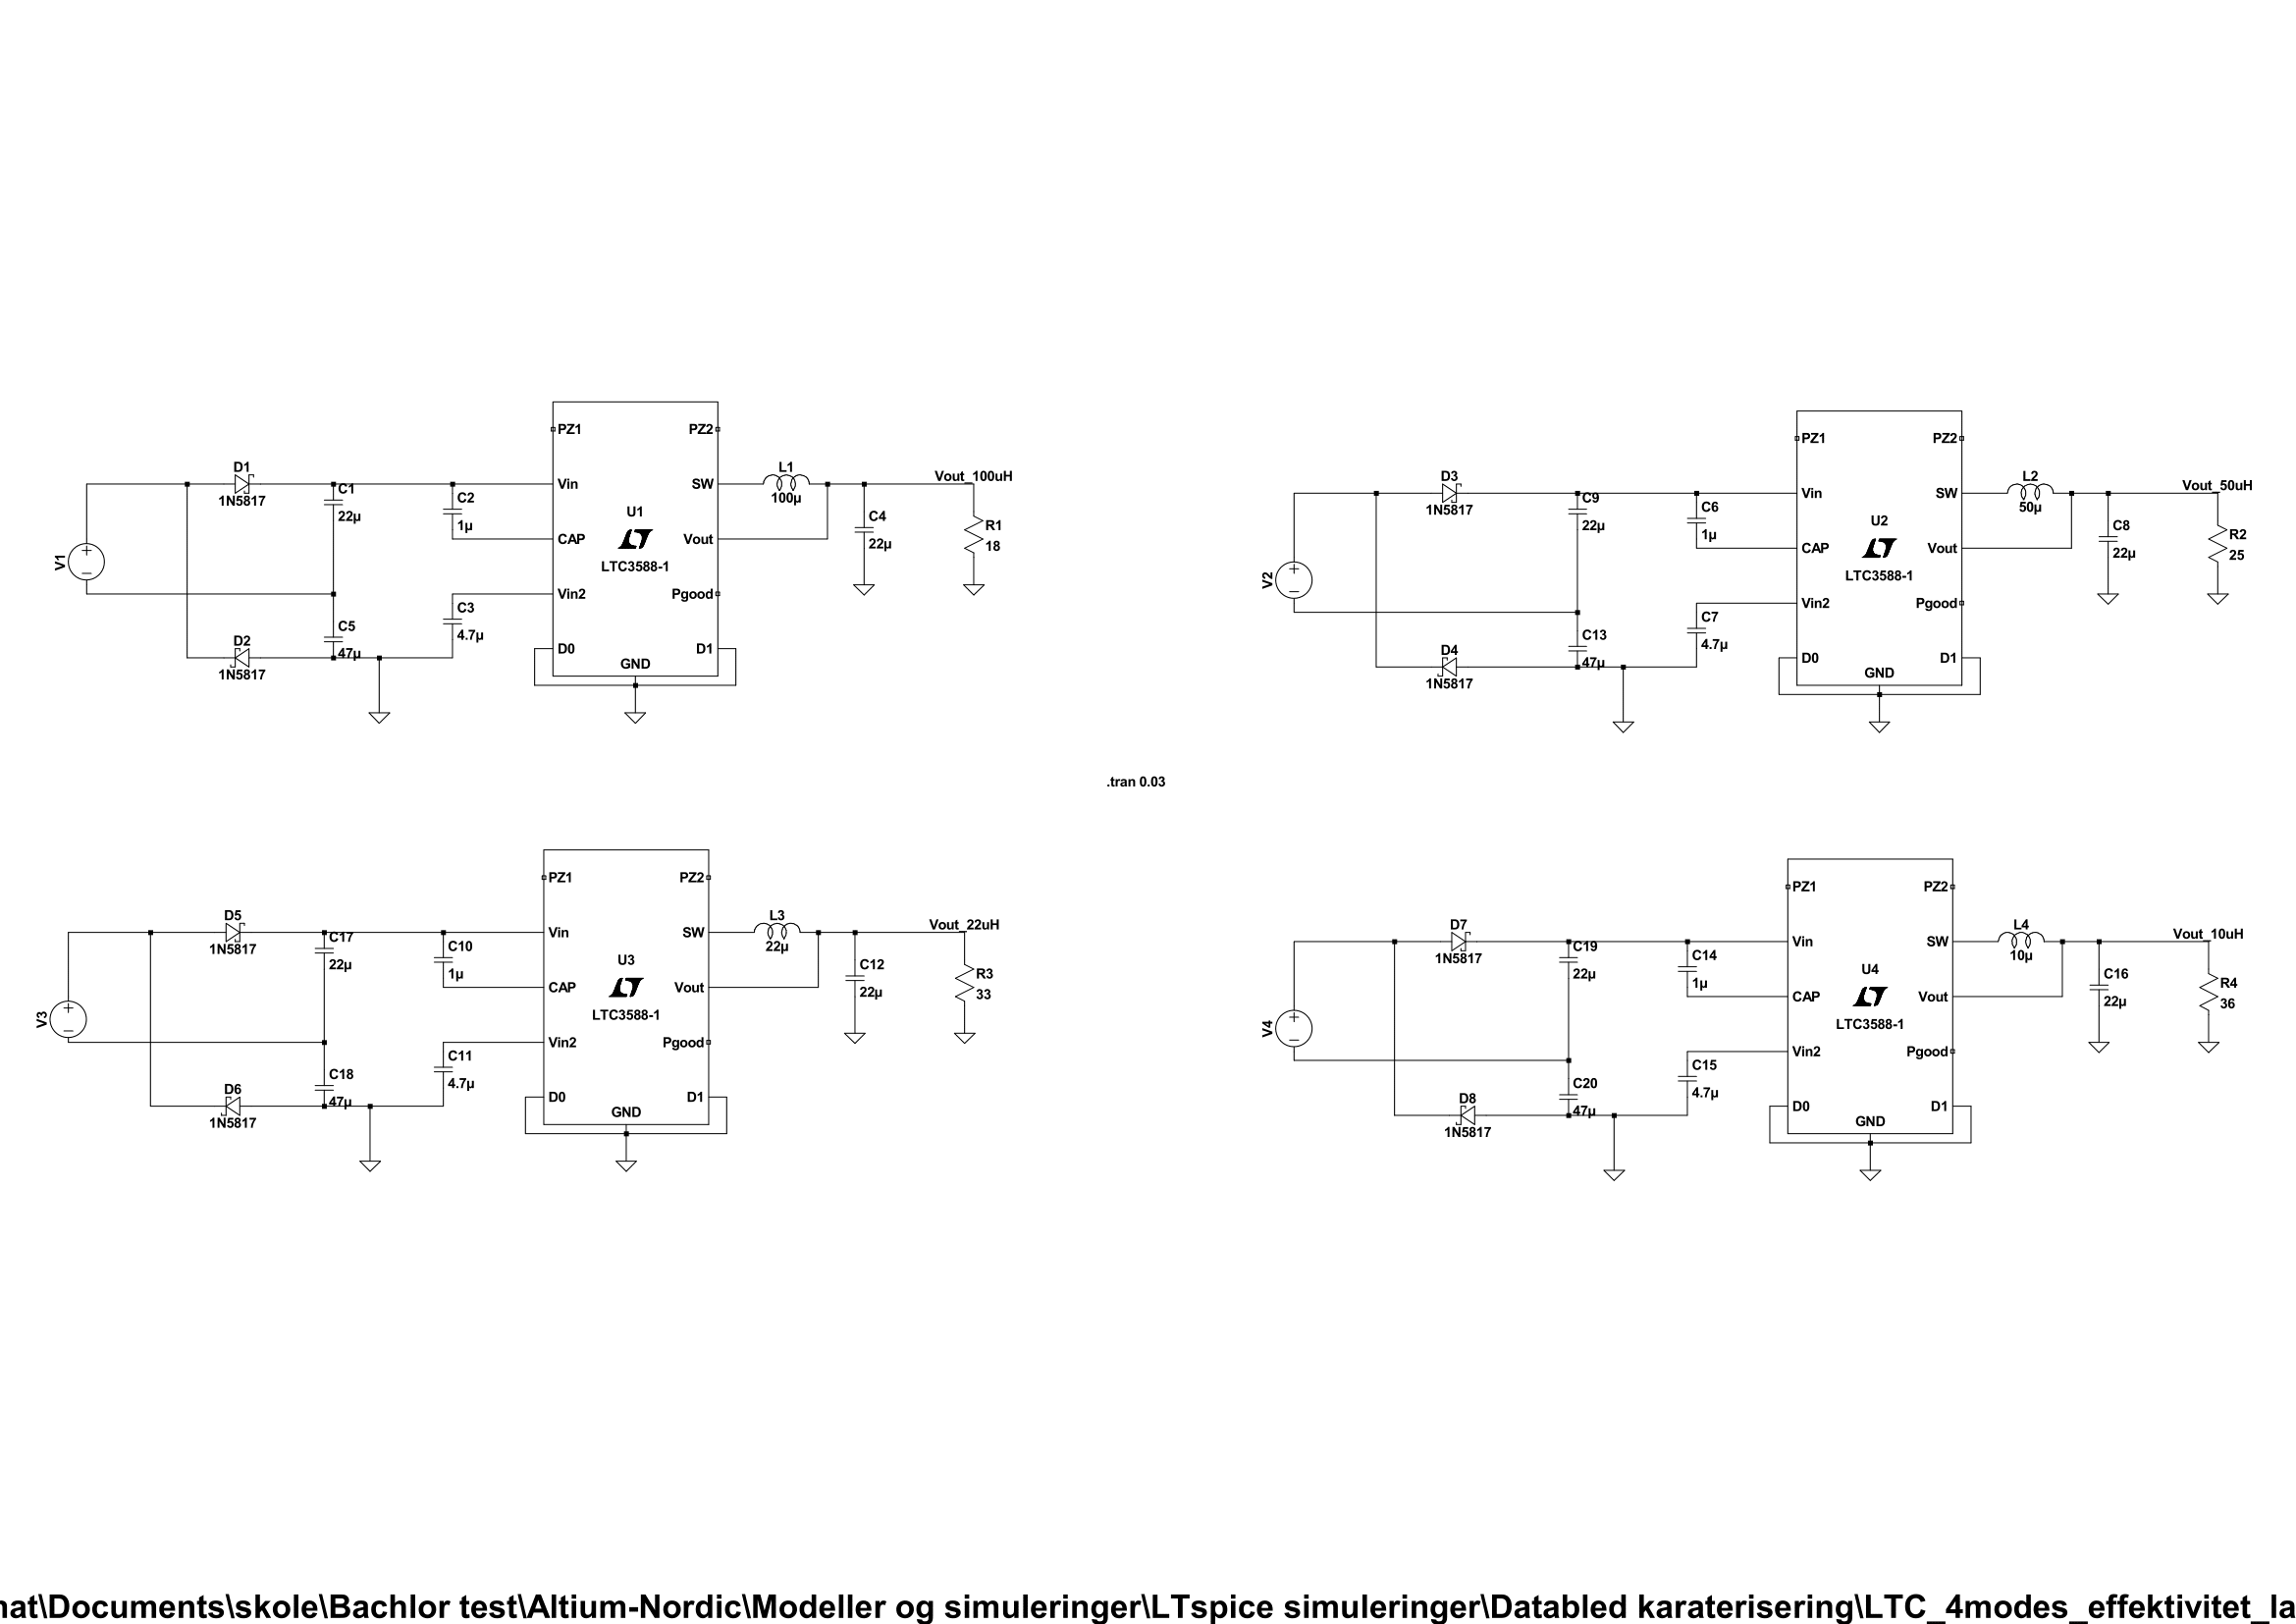 PZ1
PZ2
D1
1N5817
C1
22µ
C2
1µ
Vin
SW
L1
100µ
Vout_100uH
U1
CAP
Vout
C4
22µ
R1
18
LTC3588-1
V1
Vin2
Pgood
C3
4.7µ
C5
47µ
D2
1N5817
D0
D1
GND
PZ1
PZ2
D3
1N5817
C9
22µ
C6
1µ
Vin
SW
L2
50µ
Vout_50uH
U2
CAP
Vout
C8
22µ
R2
25
LTC3588-1
V2
Vin2
Pgood
C7
4.7µ
C13
47µ
D4
1N5817
D0
D1
GND
.tran 0.03
PZ1
PZ2
D5
1N5817
C17
22µ
C10
1µ
Vin
SW
L3
22µ
Vout_22uH
U3
CAP
Vout
C12
22µ
R3
33
LTC3588-1
V3
Vin2
Pgood
C11
4.7µ
C18
47µ
D6
1N5817
D0
D1
GND
PZ1
PZ2
D7
1N5817
C19
22µ
C14
1µ
Vin
SW
L4
10µ
Vout_10uH
U4
CAP
Vout
C16
22µ
R4
36
LTC3588-1
V4
Vin2
Pgood
C15
4.7µ
C20
47µ
D8
1N5817
D0
D1
GND
nat\Documents\skole\Bachlor test\Altium-Nordic\Modeller og simuleringer\LTspice simuleringer\Databled karaterisering\LTC_4modes_effektivitet_la